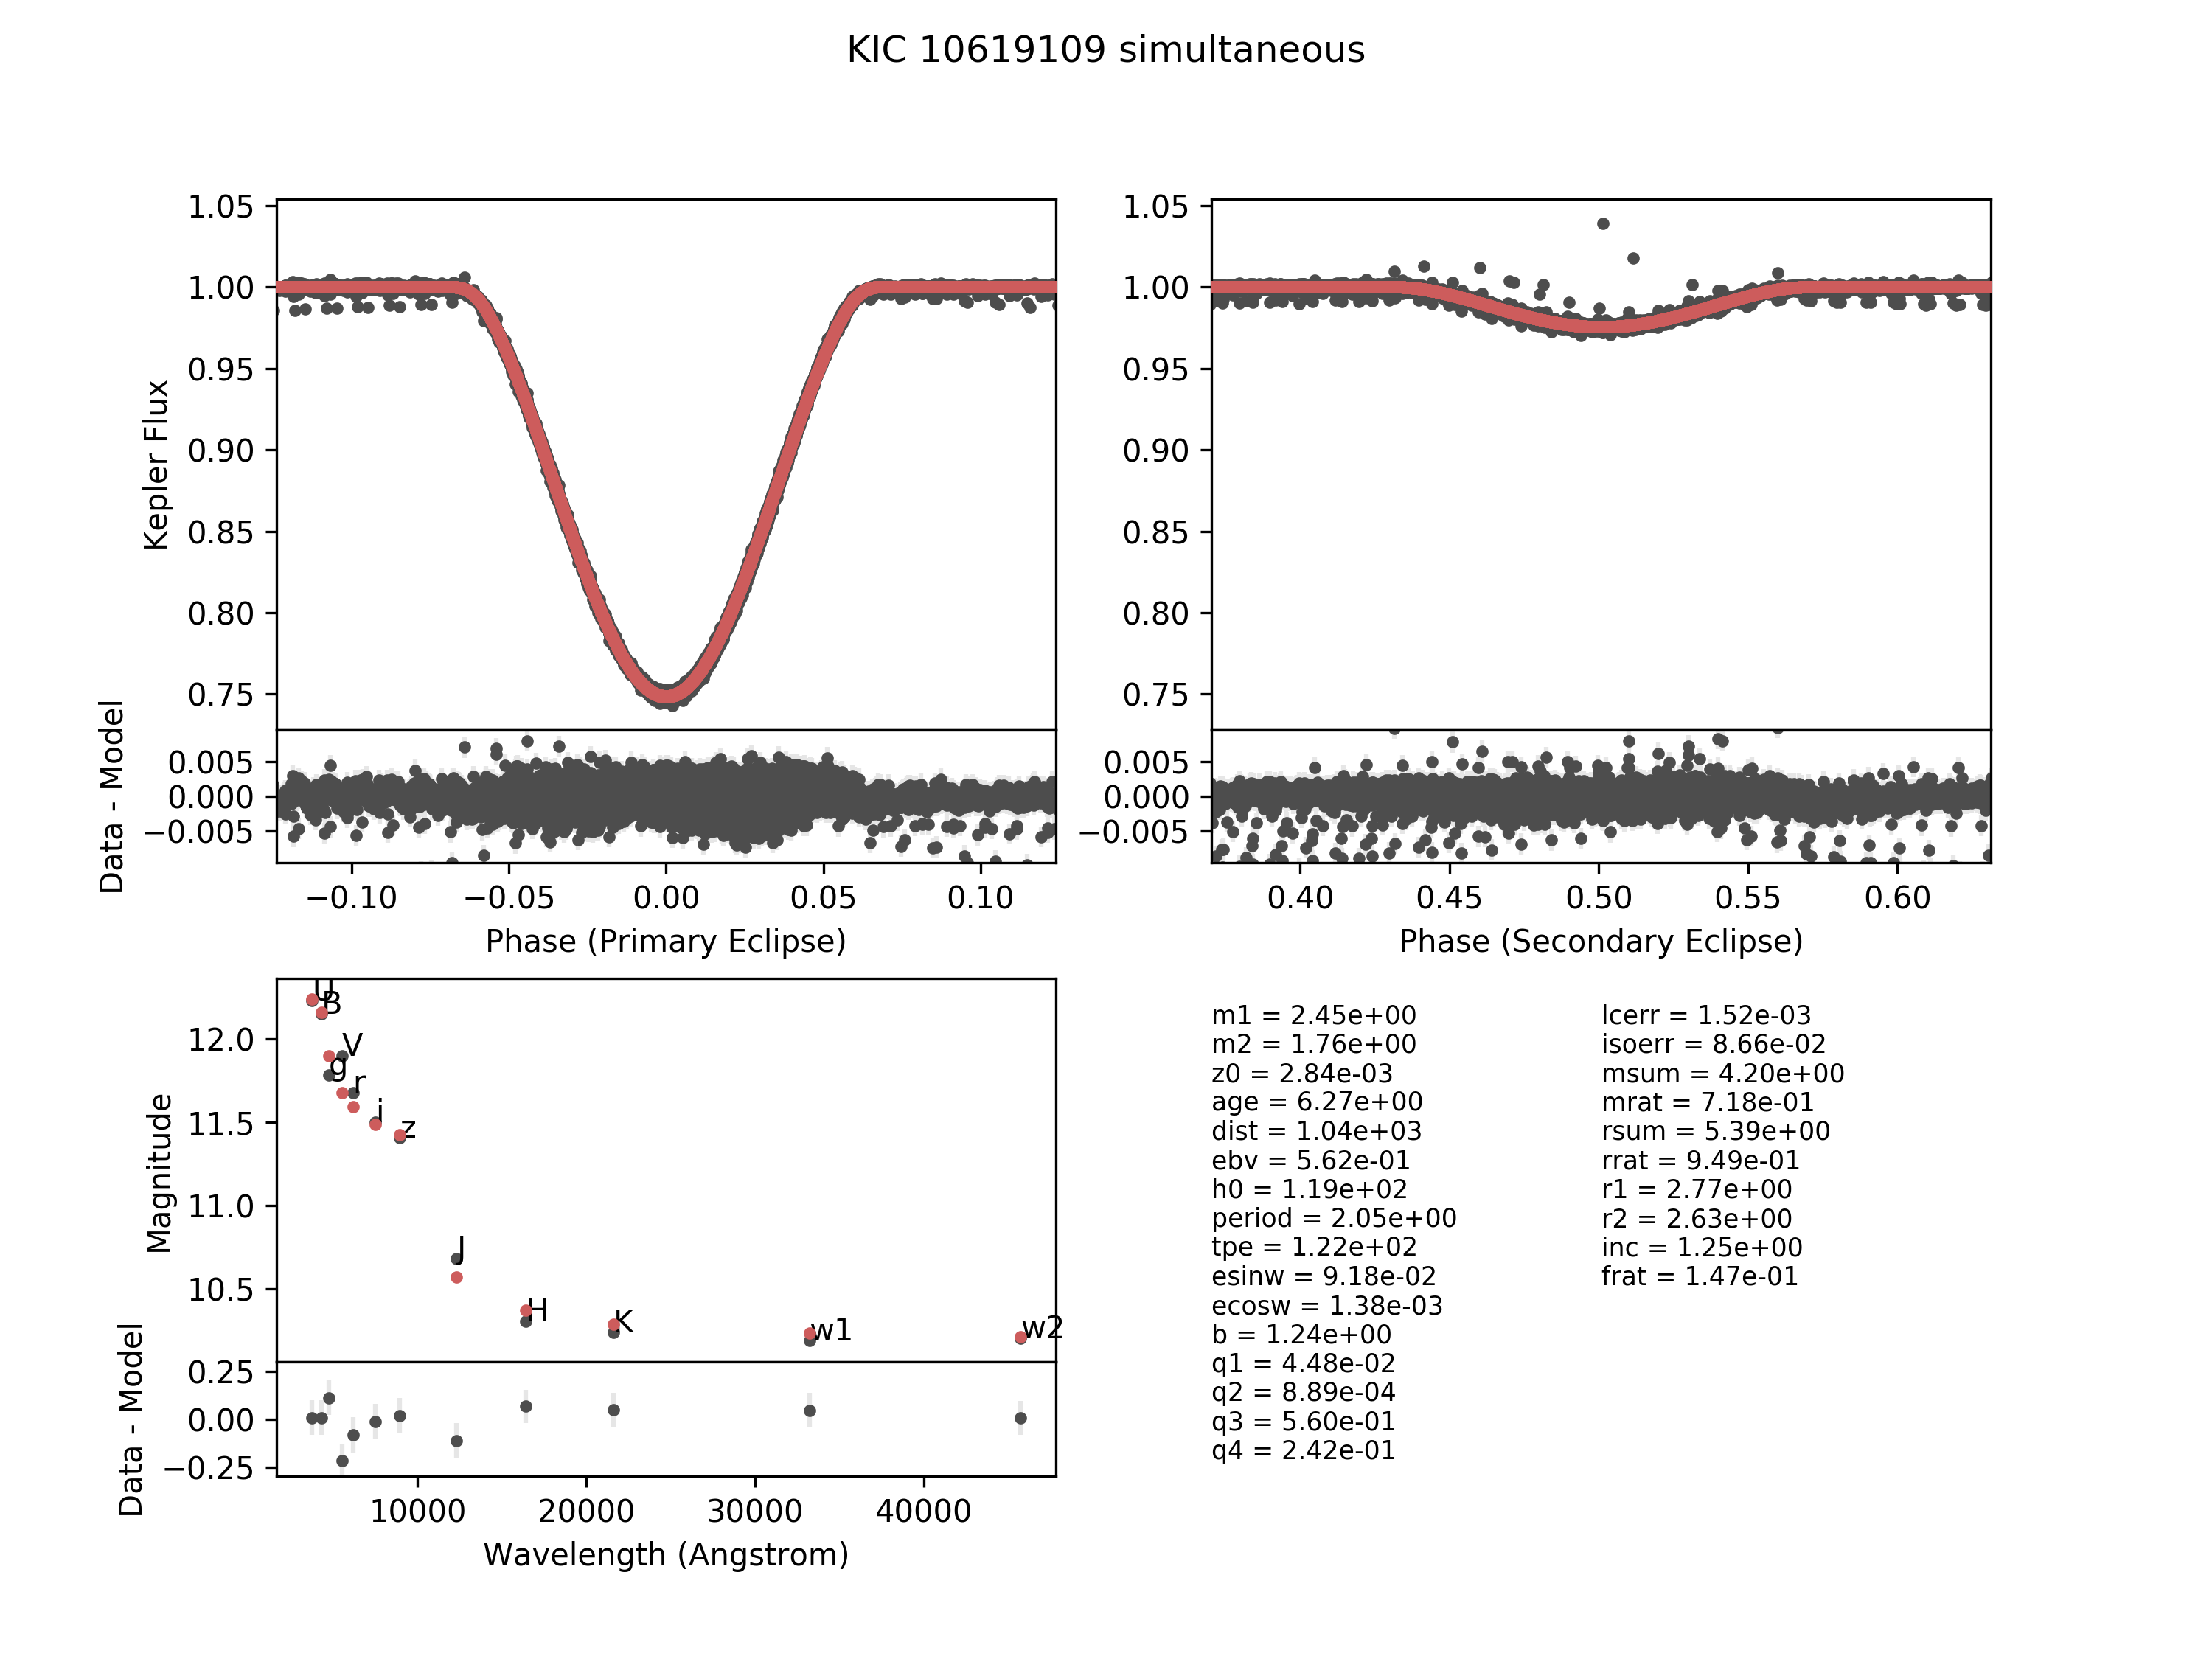 KIC 10619109 simultaneous
1.05
1.00
0.95
0.90
0.85
0.80
0.75
Kepler Flux
0.005
0.000
−0.005
Data - Model
−0.10
−0.05
0.00
0.05
0.10
Phase (Primary Eclipse)
1.05
1.00
0.95
0.90
0.85
0.80
0.75
0.005
0.000
−0.005
0.40
0.45
0.50
0.55
0.60
Phase (Secondary Eclipse)
12.0
11.5
11.0
10.5
Magnitude
U
B
V
g
r
i
z
J
H
K
w1
w2
0.25
0.00
−0.25
Data - Model
10000
20000
30000
40000
Wavelength (Angstrom)
m1 = 2.45e+00
m2 = 1.76e+00
z0 = 2.84e-03
age = 6.27e+00
dist = 1.04e+03
ebv = 5.62e-01
h0 = 1.19e+02
period = 2.05e+00
tpe = 1.22e+02
esinw = 9.18e-02
ecosw = 1.38e-03
b = 1.24e+00
q1 = 4.48e-02
q2 = 8.89e-04
q3 = 5.60e-01
q4 = 2.42e-01
lcerr = 1.52e-03
isoerr = 8.66e-02
msum = 4.20e+00
mrat = 7.18e-01
rsum = 5.39e+00
rrat = 9.49e-01
r1 = 2.77e+00
r2 = 2.63e+00
inc = 1.25e+00
frat = 1.47e-01